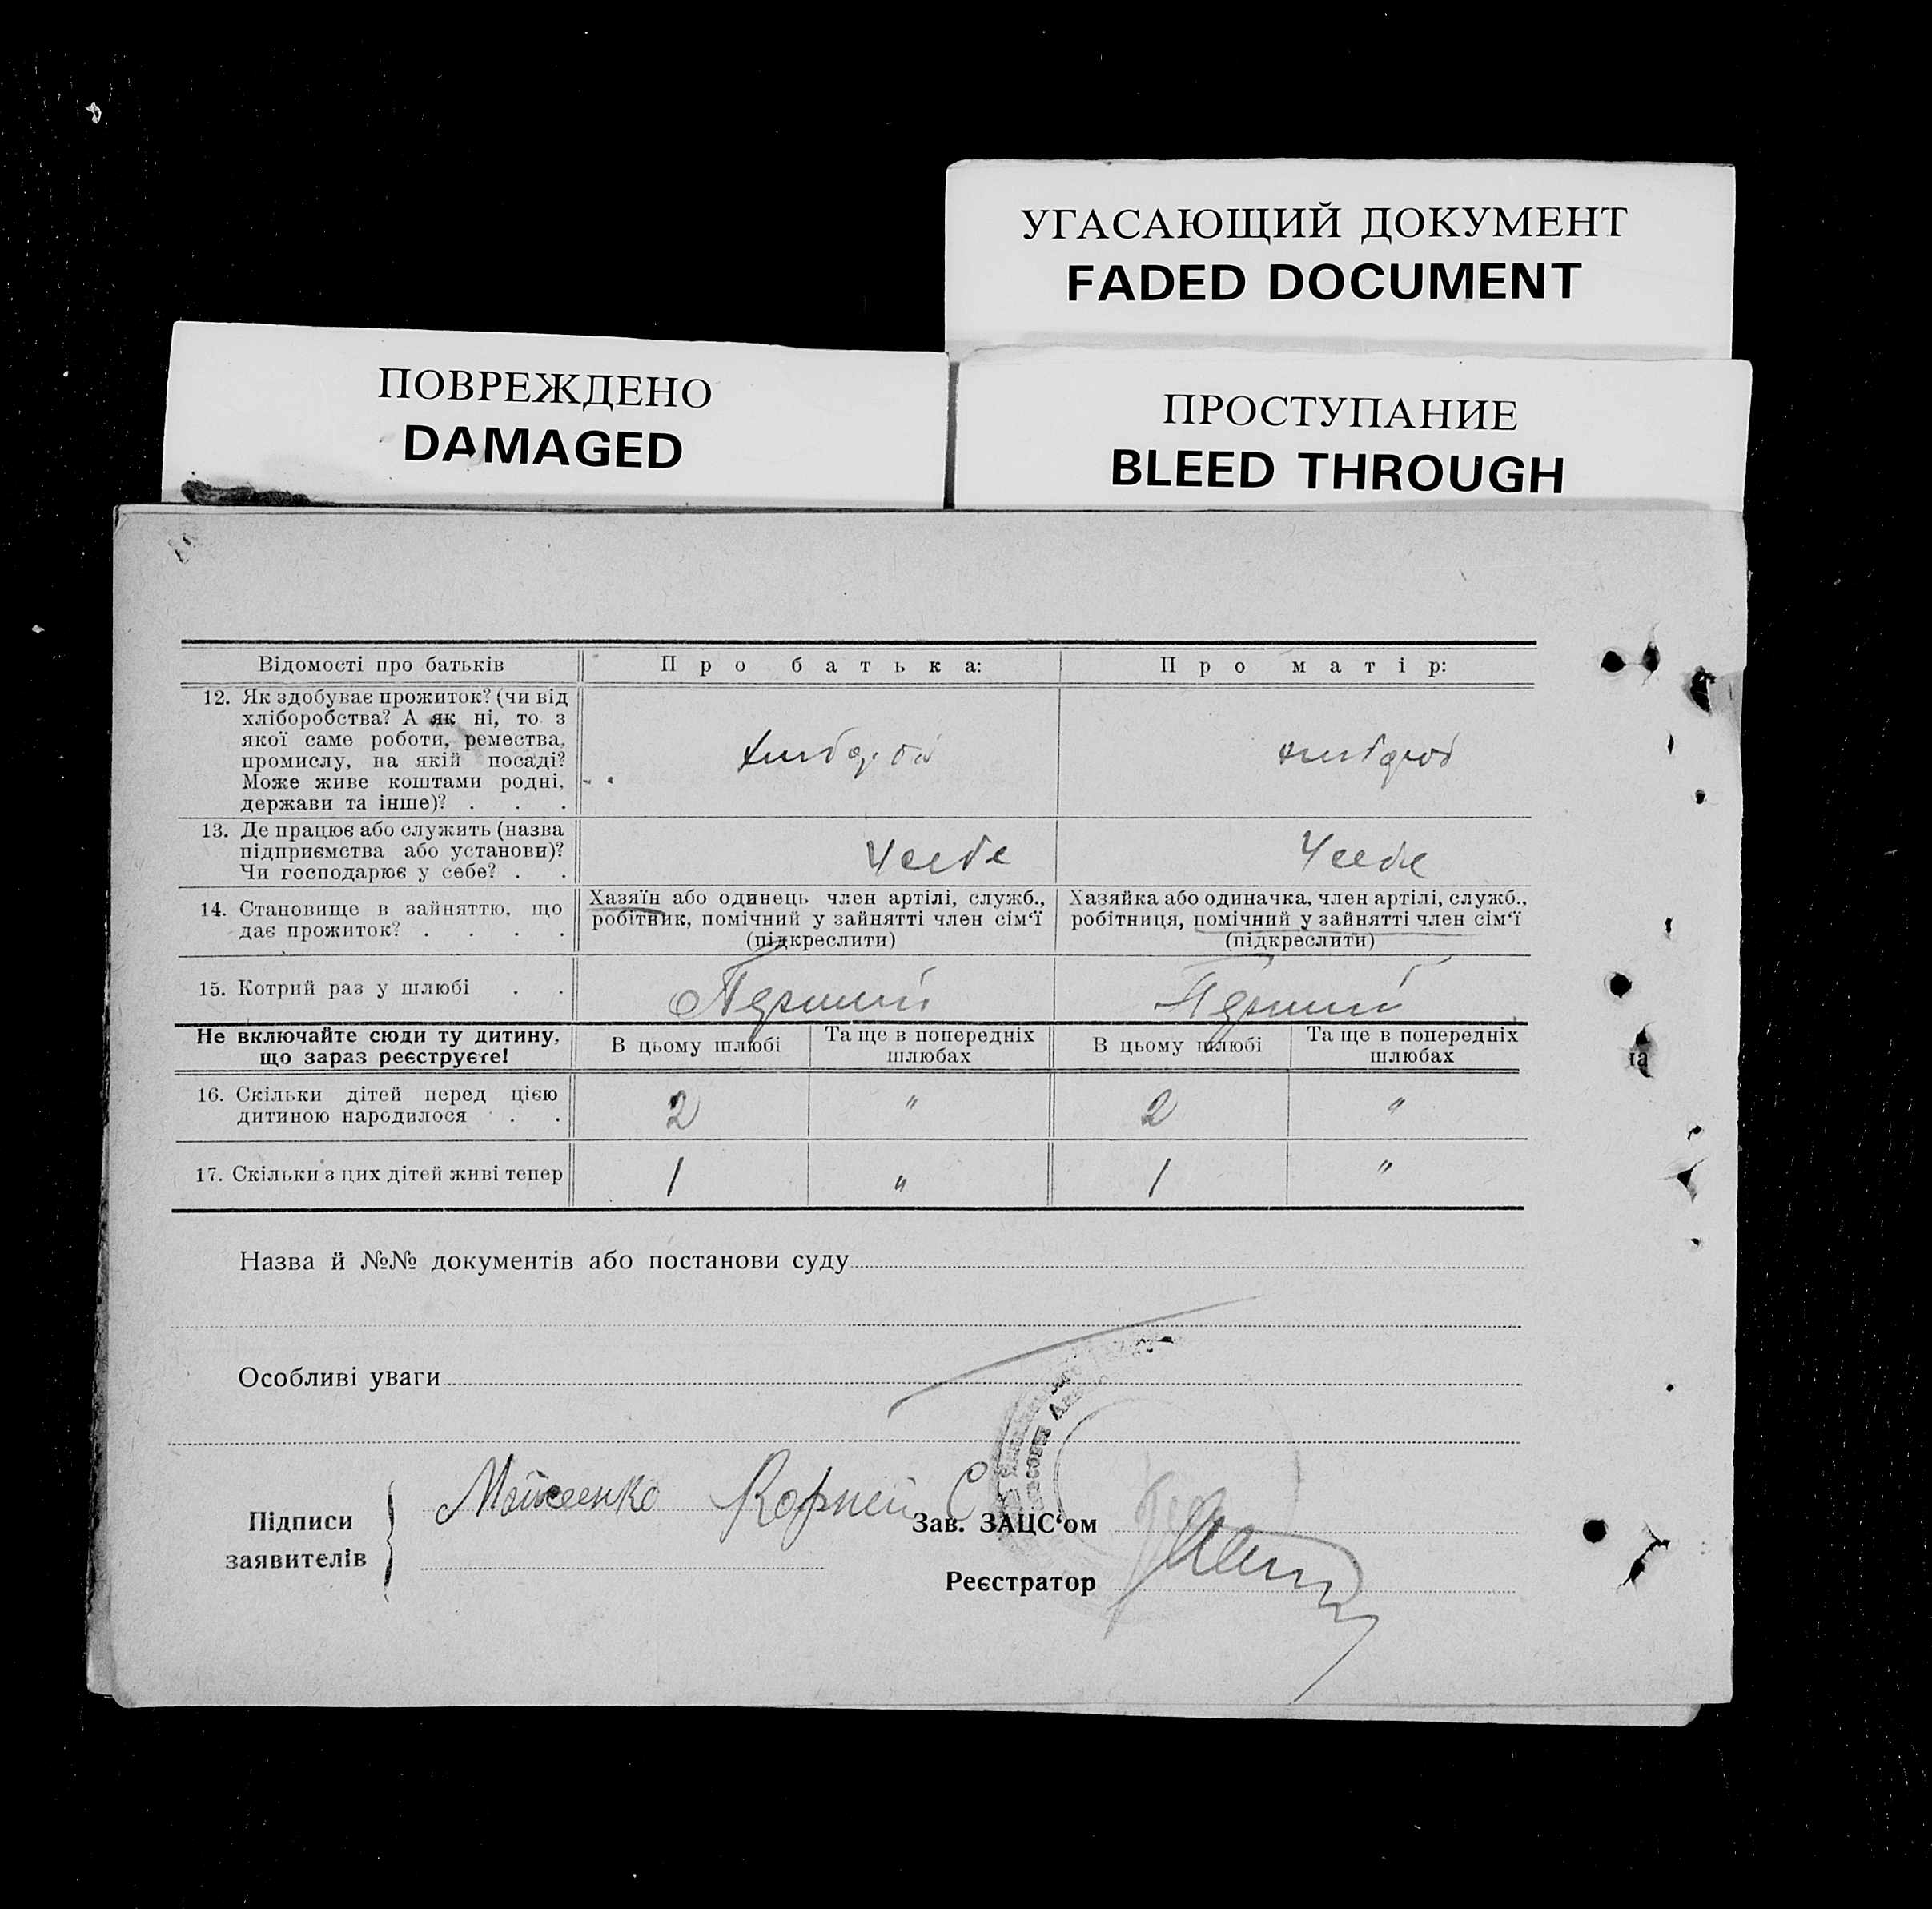 УГАСАЮЩИЙ ДОКУМЕНТ
FADED DOCUMENT
ПОВРЕЖДЕНО
DAMAGED
ПРОСТУПАНИЕ
BLEED THROUGH
Відомості про батьків
Про батька:
Про матір:
12. Як здобуває прожиток? (чи від
хліборобства? А як ні, то з
якої саме роботи, ремества,
промислу, на якій посаді?
Може живе коштами родні,
держави та інше)? . . .
13. Де працює або служить (назва
підприємства або установи)?
Чи господарює у себе? . .
У себе
У себе
14. Становище в зайняттю, що
дає прожиток? . . . .
Хазяїн або одинець член артілі, служб.,
робітник, помічний у зайнятті член сім'ї
(підкреслити)
Хазяйка або одиначка, член артілі, служб.,
робітниця, помічний у зайнятті член сім'ї
(підкреслити)
15. Котрий раз у шлюбі . .
Перший
Перший
Не включайте сюди ту дитину,
що зараз реєструєте!
В цьому шлюбі
Та ще в попередніх
шлюбах
В цьому шлюбі
Та ще в попередніх
шлюбах
16. Скільки дітей перед цією
дитиною народилося . .
2
"
2
"
17. Скільки з цих дітей живі тепер
1
"
1
"
Назва й №№ документів або постанови суду
Особливі уваги
Підписи
заявителів
Корней С
Зав. ЗАЦС'ом
Реєстратор